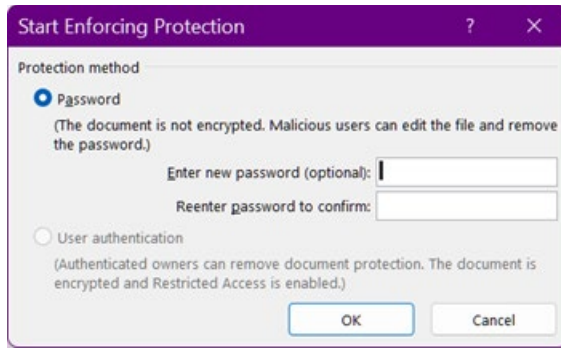 Start Enforcing Protection ? ×
Protection method
Password
(The document is not encrypted. Malicious users can edit the file and remove
the password.)
Enter new password (optional):
Reenter password to confirm:
User authentication
(Authenticated owners can remove document protection. The document is
encrypted and Restricted Access is enabled.)
OK Cancel